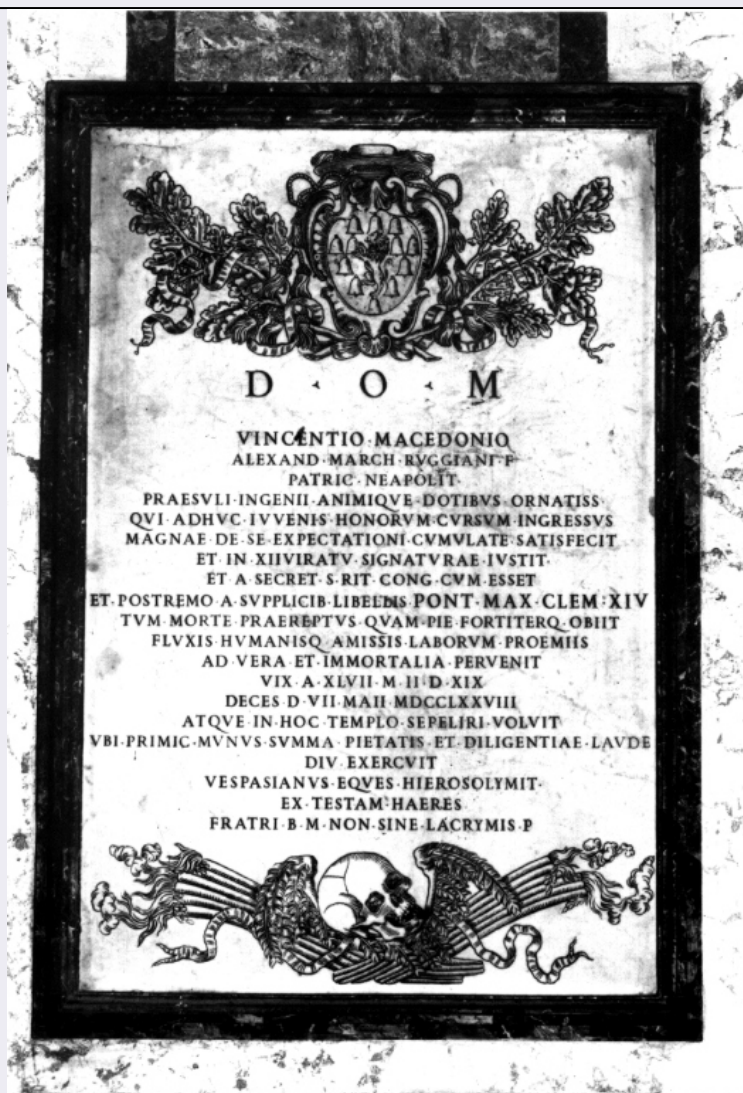 D · O · M
VINCENTIO · MACEDONIO
ALEXAND · MARCH · RVGGIANI · F ·
PATRIC · NEAPOLIT ·
PRAESVLI · INGENII · ANIMIQVE · DOTIBVS · ORNATISS ·
QVI · ADHVC · IVVENIS · HONORVM · CVRSVM · INGRESSVS
MAGNAE · DE · SE · EXPECTATIONI · CVMVLATE · SATISFECIT
ET · IN · XIIVIRATV · SIGNATVRAE · IVSTIT ·
ET · A · SECRET · S · RIT · CONG · CVM · ESSET
ET · POSTREMO · A · SVPPLICIB · LIBELLIS · PONT · MAX · CLEM · XIV
TVM · MORTE · PRAEREPTVS · QVAM · PIE · FORTITERQ · OBIIT
FLVXIS · HVMANISQ · AMISSIS · LABORVM · PROEMIIS
AD · VERA · ET · IMMORTALIA · PERVENIT
VIX · A · XLVII · M · II · D · XIX
DECES · D · VII · MAII · MDCCLXXVIII
ATQVE · IN · HOC · TEMPLO · SEPELIRI · VOLVIT
VBI · PRIMIC · MVNVS · SVMMA · PIETATIS · ET · DILIGENTIAE · LAVDE
DIV · EXERCVIT
VESPASIANVS · EQVES · HIEROSOLYMIT ·
EX · TESTAM · HAERES
FRATRI · B · M · NON · SINE · LACRYMIS · P